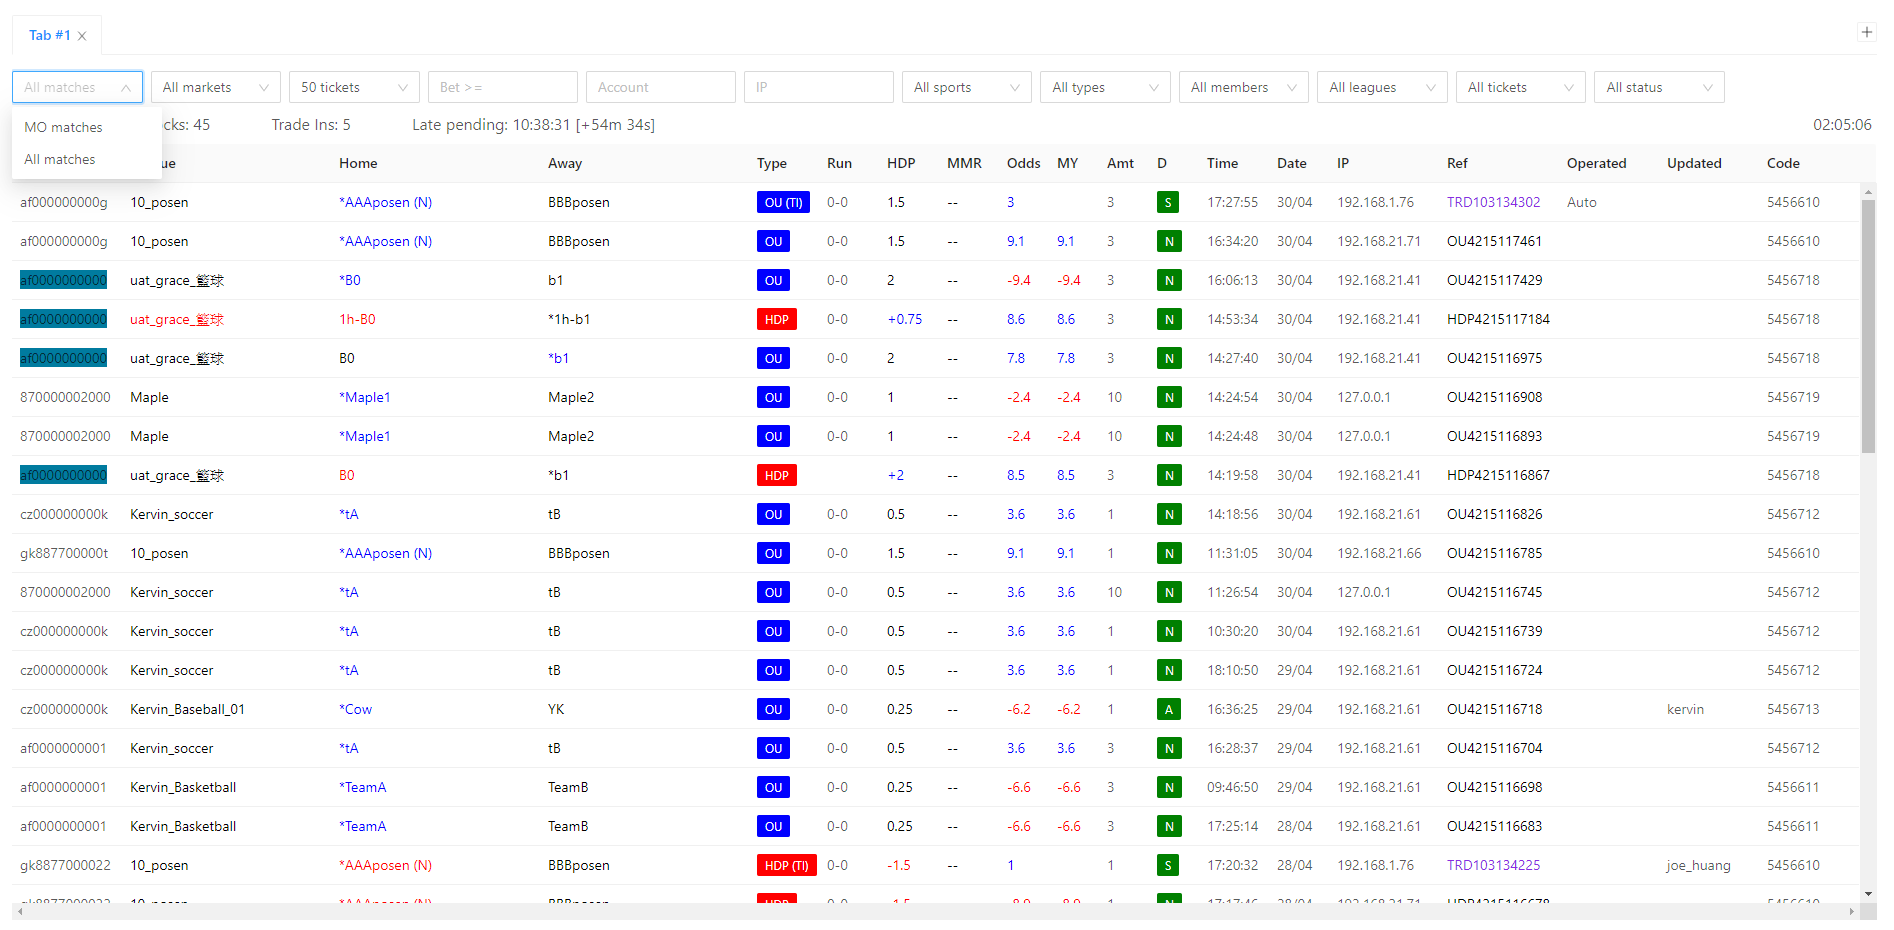 Tab #1
All matches All markets 50 tickets Bet >= Account IP All sports All types All members All leagues All tickets All status
MO matches
All matches
cks: 45 Trade Ins: 5 Late pending: 10:38:31 [+54m 34s] 02:05:06
ue Home Away Type Run HDP MMR Odds MY Amt D Time Date IP Ref Operated Updated Code
af000000000g 10_posen *AAAposen (N) BBBposen OU (TI) 0-0 1.5 -- 3 3 S 17:27:55 30/04 192.168.1.76 TRD103134302 Auto 5456610
af000000000g 10_posen *AAAposen (N) BBBposen OU 0-0 1.5 -- 9.1 9.1 3 N 16:34:20 30/04 192.168.21.71 OU4215117461 5456610
af0000000000 uat_grace_籃球 *B0 b1 OU 0-0 2 -- -9.4 -9.4 3 N 16:06:13 30/04 192.168.21.41 OU4215117429 5456718
af0000000000 uat_grace_籃球 1h-B0 *1h-b1 HDP 0-0 +0.75 -- 8.6 8.6 3 N 14:53:34 30/04 192.168.21.41 HDP4215117184 5456718
af0000000000 uat_grace_籃球 B0 *b1 OU 0-0 2 -- 7.8 7.8 3 N 14:27:40 30/04 192.168.21.41 OU4215116975 5456718
870000002000 Maple *Maple1 Maple2 OU 0-0 1 -- -2.4 -2.4 10 N 14:24:54 30/04 127.0.0.1 OU4215116908 5456719
870000002000 Maple *Maple1 Maple2 OU 0-0 1 -- -2.4 -2.4 10 N 14:24:48 30/04 127.0.0.1 OU4215116893 5456719
af0000000000 uat_grace_籃球 B0 *b1 HDP 0-0 +2 -- 8.5 8.5 3 N 14:19:58 30/04 192.168.21.41 HDP4215116867 5456718
cz000000000k Kervin_soccer *tA tB OU 0-0 0.5 -- 3.6 3.6 1 N 14:18:56 30/04 192.168.21.61 OU4215116826 5456712
gk887700000t 10_posen *AAAposen (N) BBBposen OU 0-0 1.5 -- 9.1 9.1 1 N 11:31:05 30/04 192.168.21.66 OU4215116785 5456610
870000002000 Kervin_soccer *tA tB OU 0-0 0.5 -- 3.6 3.6 10 N 11:26:54 30/04 127.0.0.1 OU4215116745 5456712
cz000000000k Kervin_soccer *tA tB OU 0-0 0.5 -- 3.6 3.6 1 N 10:30:20 30/04 192.168.21.61 OU4215116739 5456712
cz000000000k Kervin_soccer *tA tB OU 0-0 0.5 -- 3.6 3.6 1 N 18:10:50 29/04 192.168.21.61 OU4215116724 5456712
cz000000000k Kervin_Baseball_01 *Cow YK OU 0-0 0.25 -- -6.2 -6.2 1 A 16:36:25 29/04 192.168.21.61 OU4215116718 kervin 5456713
af0000000001 Kervin_soccer *tA tB OU 0-0 0.5 -- 3.6 3.6 3 N 16:28:37 29/04 192.168.21.61 OU4215116704 5456712
af0000000001 Kervin_Basketball *TeamA TeamB OU 0-0 0.25 -- -6.6 -6.6 3 N 09:46:50 29/04 192.168.21.61 OU4215116698 5456611
af0000000001 Kervin_Basketball *TeamA TeamB OU 0-0 0.25 -- -6.6 -6.6 3 N 17:25:14 28/04 192.168.21.61 OU4215116683 5456611
gk8877000022 10_posen *AAAposen (N) BBBposen HDP (TI) 0-0 -1.5 -- 1 1 S 17:20:32 28/04 192.168.1.76 TRD103134225 joe_huang 5456610
gk8877000022 10_posen *AAAposen (N) BBBposen HDP 0-0 -1.5 -- -8.9 -8.9 1 N 17:17:46 28/04 192.168.21.71 HDP4215116678 5456610